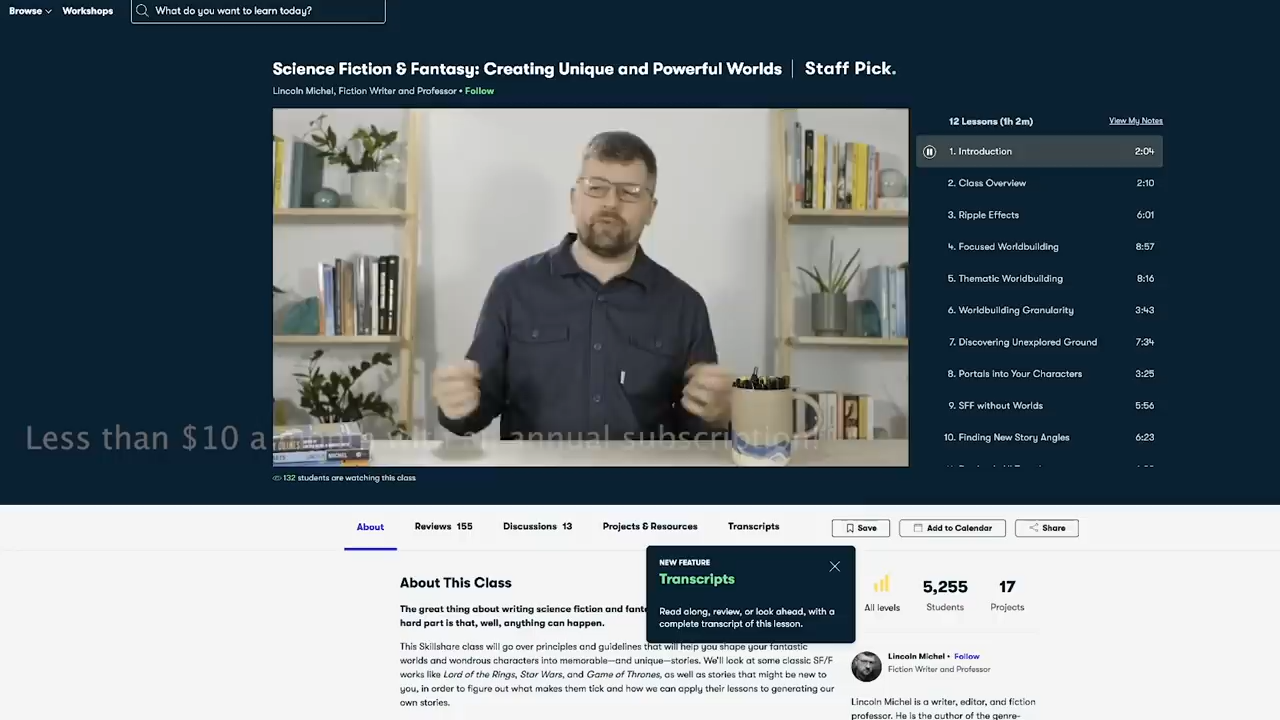 Browse
Workshops
What do you want to learn today?
Science Fiction & Fantasy: Creating Unique and Powerful Worlds
Staff Pick.
Lincoln Michel, Fiction Writer and Professor • Follow
12 Lessons (1h 2m)
View My Notes
1. Introduction 2:04
2. Class Overview 2:10
3. Ripple Effects 6:01
4. Focused Worldbuilding 8:57
5. Thematic Worldbuilding 8:16
6. Worldbuilding Granularity 3:43
7. Discovering Unexplored Ground 7:34
8. Portals Into Your Characters 3:25
9. SFF without Worlds 5:56
10. Finding New Story Angles 6:23
Less than $10 a month with an annual subscription!
MICHEL
132 students are watching this class
About
Reviews 155
Discussions 13
Projects & Resources
Transcripts
Save
Add to Calendar
Share
NEW FEATURE
Transcripts
Read along, review, or look ahead, with a
complete transcript of this lesson.
About This Class
The great thing about writing science fiction and
hard part is that, well, anything can happen.
This Skillshare class will go over principles and guidelines that will help you shape your fantastic
worlds and wondrous characters into memorable—and unique—stories. We'll look at some classic SF/F
works like Lord of the Rings, Star Wars, and Game of Thrones, as well as stories that might be new to
you, in order to figure out what makes them tick and how we can apply their lessons to generating our
own stories.
All levels
5,255
Students
17
Projects
Lincoln Michel • Follow
Fiction Writer and Professor
Lincoln Michel is a writer, editor, and fiction
professor. He is the author of the genre-